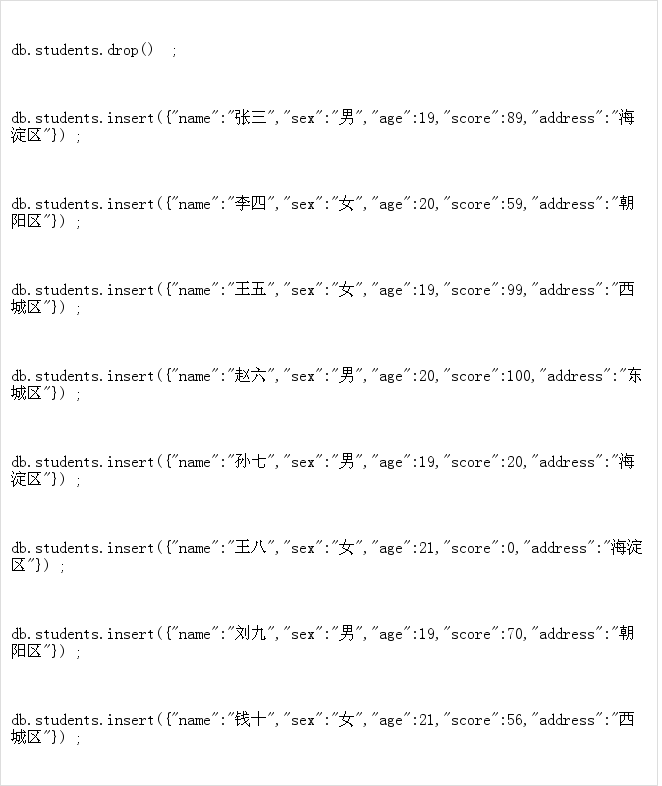 db.students.drop()  ;
db.students.insert({"name":"张三","sex":"男","age":19,"score":89,"address":"海
淀区"}) ;
db.students.insert({"name":"李四","sex":"女","age":20,"score":59,"address":"朝
阳区"}) ;
db.students.insert({"name":"王五","sex":"女","age":19,"score":99,"address":"西
城区"}) ;
db.students.insert({"name":"赵六","sex":"男","age":20,"score":100,"address":"东
城区"}) ;
db.students.insert({"name":"孙七","sex":"男","age":19,"score":20,"address":"海
淀区"}) ;
db.students.insert({"name":"王八","sex":"女","age":21,"score":0,"address":"海淀
区"}) ;
db.students.insert({"name":"刘九","sex":"男","age":19,"score":70,"address":"朝
阳区"}) ;
db.students.insert({"name":"钱十","sex":"女","age":21,"score":56,"address":"西
城区"}) ;